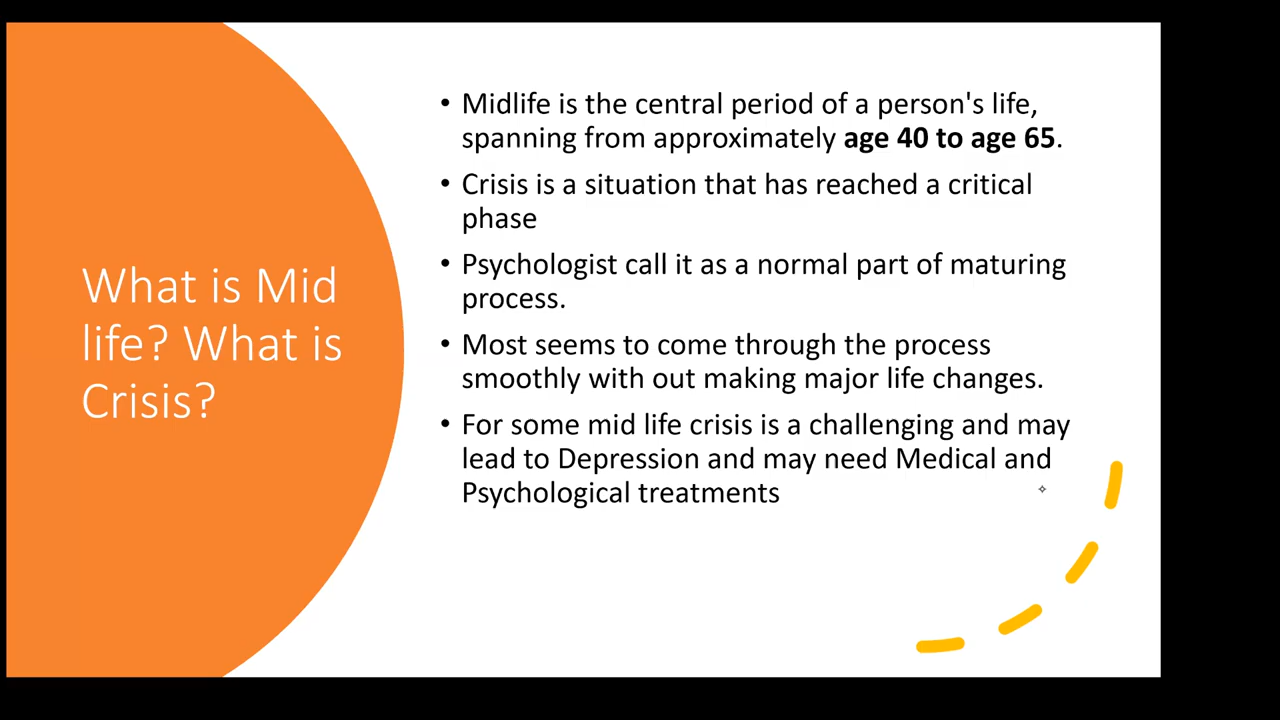 What is Mid
life? What is
Crisis?
• Midlife is the central period of a person's life,
spanning from approximately age 40 to age 65.
• Crisis is a situation that has reached a critical
phase
• Psychologist call it as a normal part of maturing
process.
• Most seems to come through the process
smoothly with out making major life changes.
• For some mid life crisis is a challenging and may
lead to Depression and may need Medical and
Psychological treatments